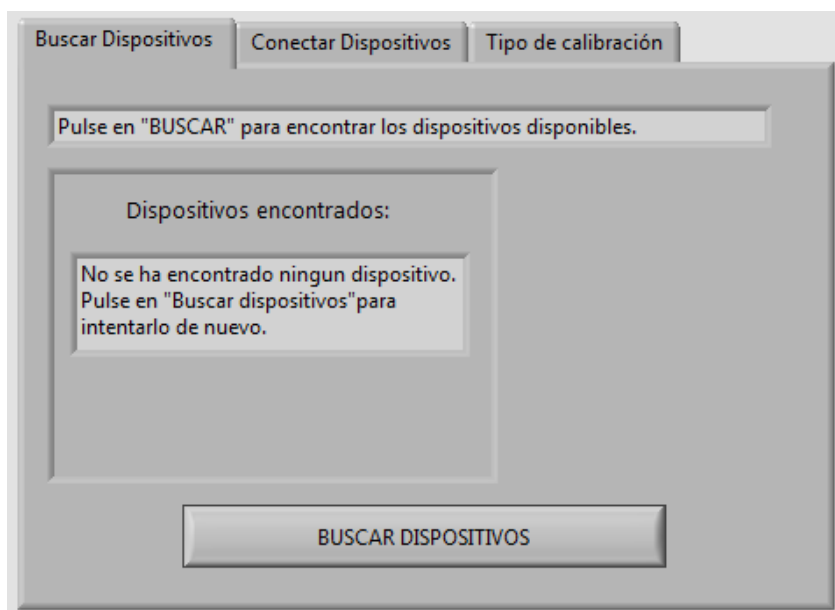 Buscar Dispositivos Conectar Dispositivos Tipo de calibración
Pulse en "BUSCAR" para encontrar los dispositivos disponibles.
Dispositivos encontrados:
No se ha encontrado ningun dispositivo.
Pulse en "Buscar dispositivos"para
intentarlo de nuevo.
BUSCAR DISPOSITIVOS